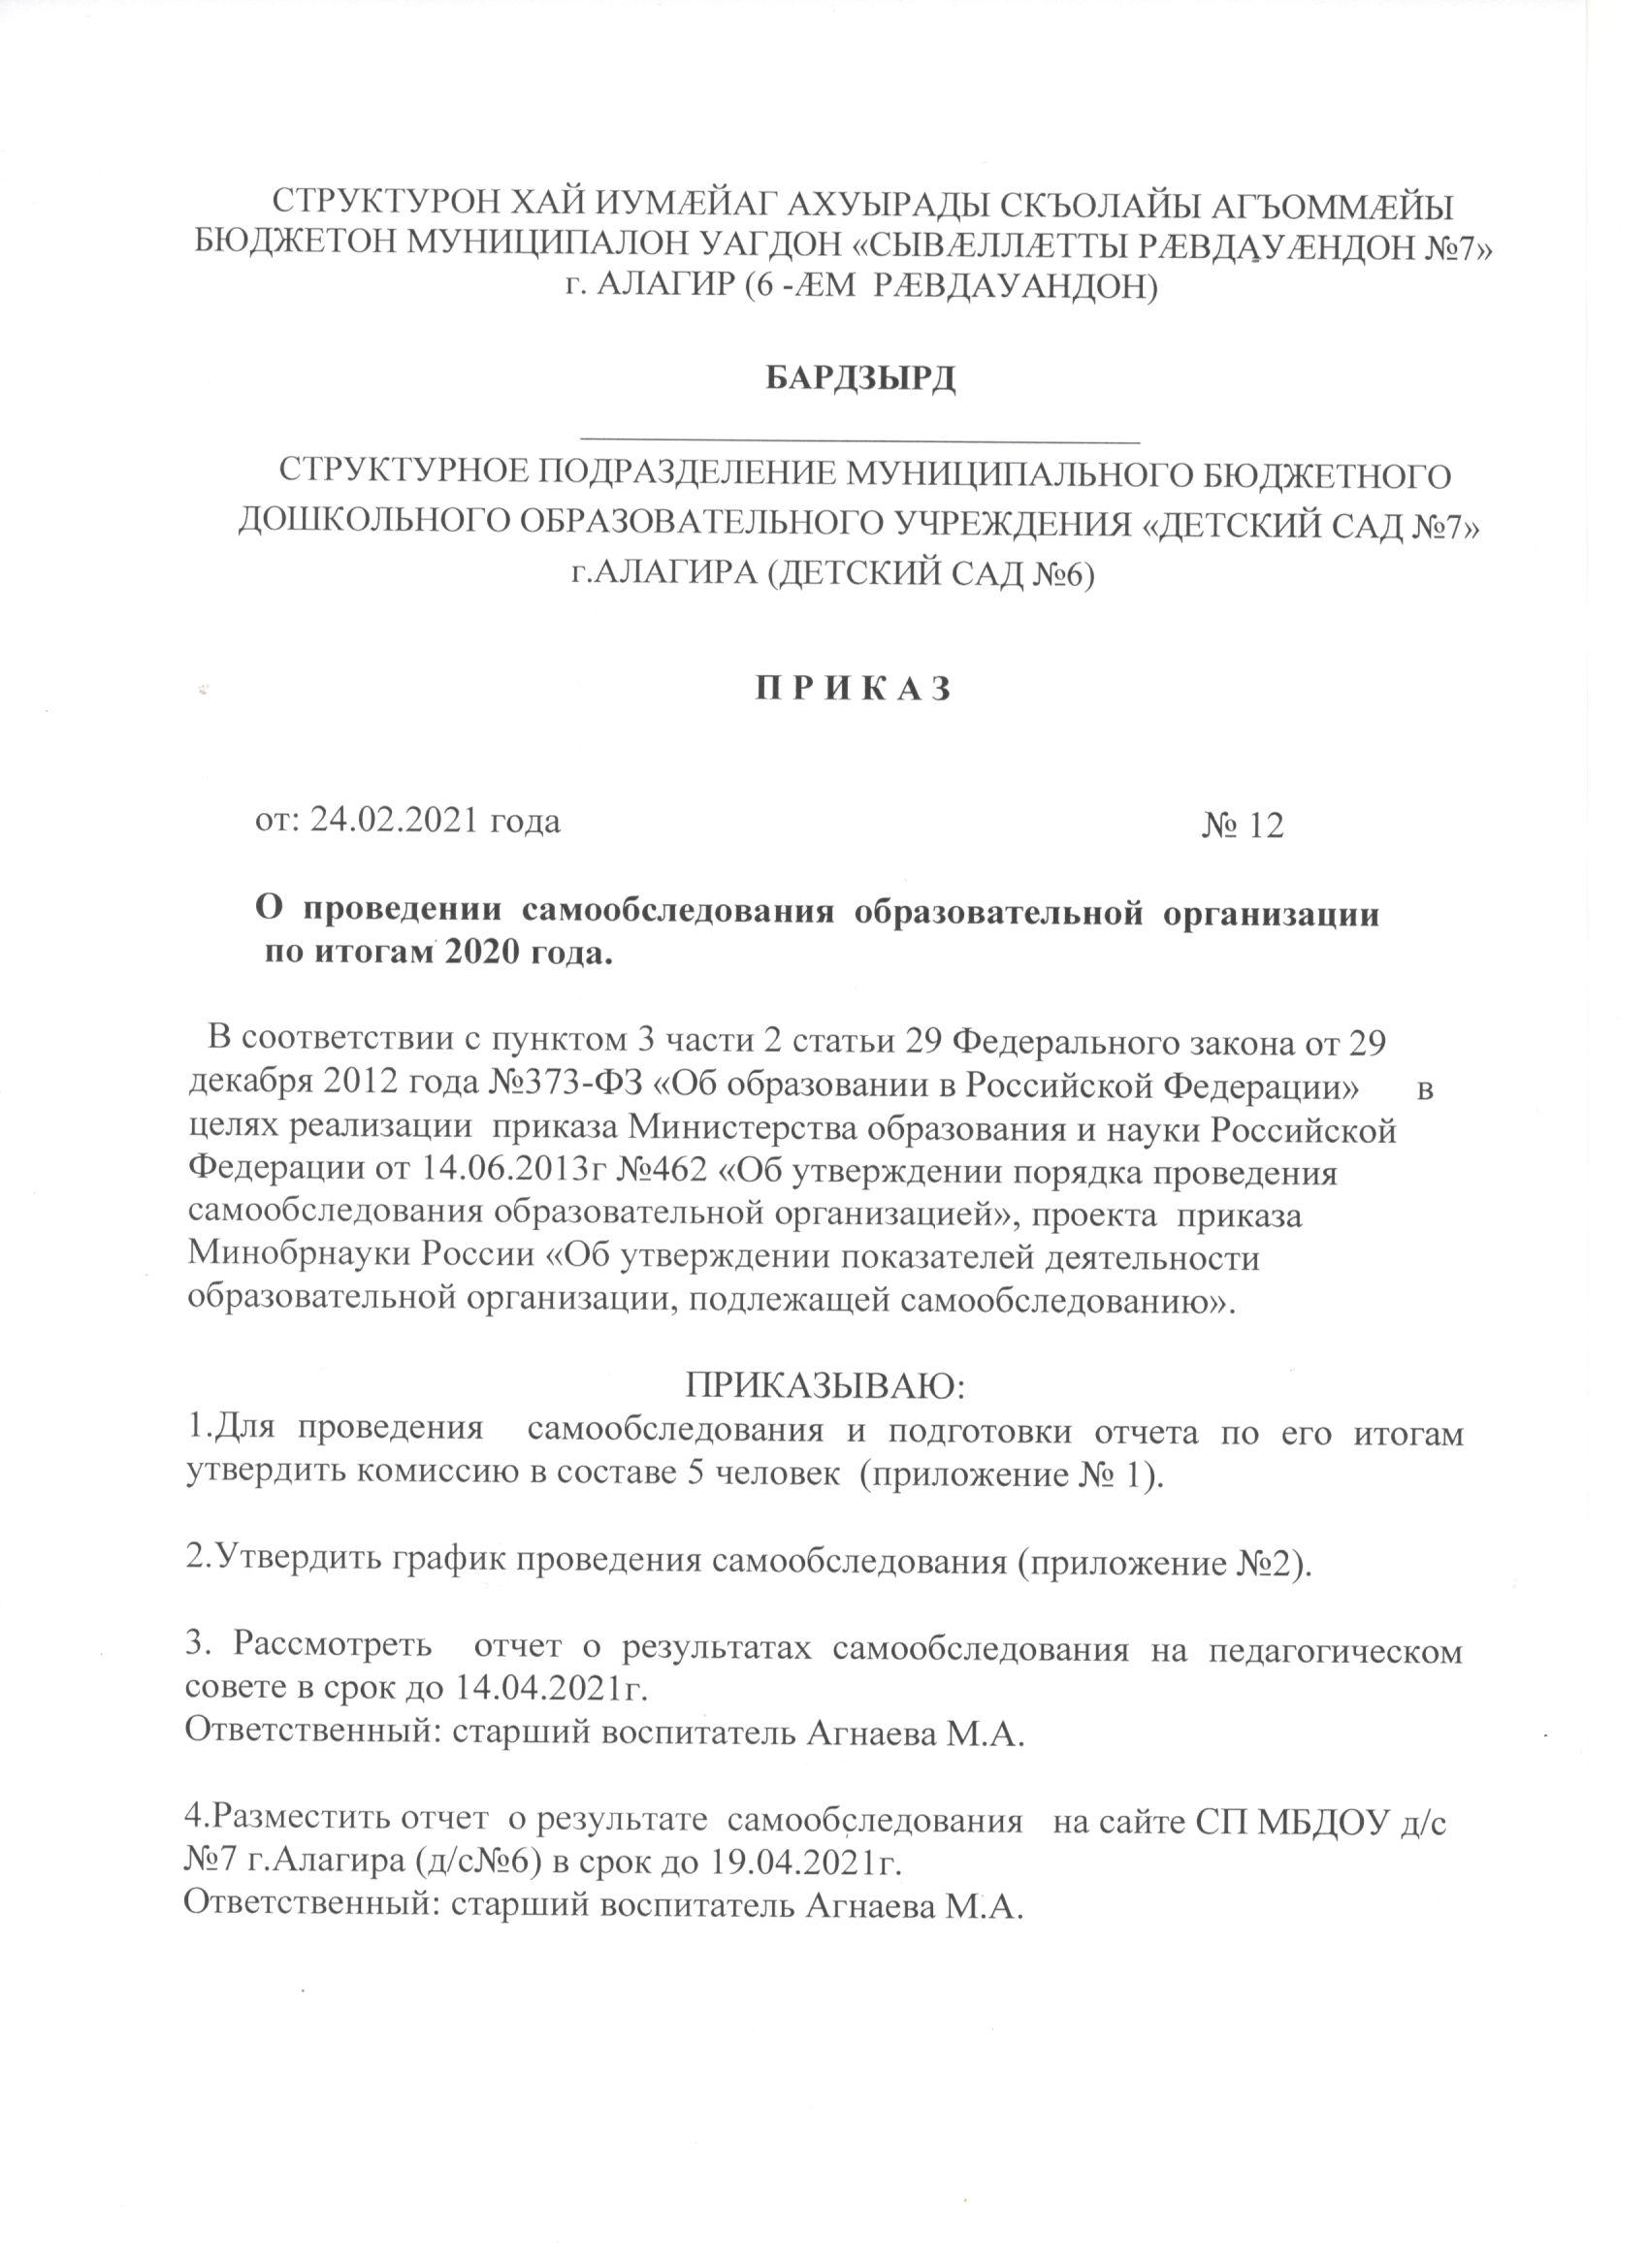 СТРУКТУРОН ХАЙ ИУМÆЙАГ АХУЫРАДЫ СКЪОЛАЙЫ АГЪОММÆЙЫ
БЮДЖЕТОН МУНИЦИПАЛОН УАГДОН «СЫВÆЛЛÆТТЫ РÆВДАУÆНДОН №7»
г. АЛАГИР (6 -ÆМ РÆВДАУАНДОН)
БАРДЗЫРД
СТРУКТУРНОЕ ПОДРАЗДЕЛЕНИЕ МУНИЦИПАЛЬНОГО БЮДЖЕТНОГО
ДОШКОЛЬНОГО ОБРАЗОВАТЕЛЬНОГО УЧРЕЖДЕНИЯ «ДЕТСКИЙ САД №7»
г.АЛАГИРА (ДЕТСКИЙ САД №6)
П Р И К А З
от: 24.02.2021 года № 12
О проведении самообследования образовательной организации
по итогам 2020 года.
В соответствии с пунктом 3 части 2 статьи 29 Федерального закона от 29
декабря 2012 года №373-ФЗ «Об образовании в Российской Федерации» в
целях реализации приказа Министерства образования и науки Российской
Федерации от 14.06.2013г №462 «Об утверждении порядка проведения
самообследования образовательной организацией», проекта приказа
Минобрнауки России «Об утверждении показателей деятельности
образовательной организации, подлежащей самообследованию».
ПРИКАЗЫВАЮ:
1.Для проведения самообследования и подготовки отчета по его итогам
утвердить комиссию в составе 5 человек (приложение № 1).
2.Утвердить график проведения самообследования (приложение №2).
3. Рассмотреть отчет о результатах самообследования на педагогическом
совете в срок до 14.04.2021г.
Ответственный: старший воспитатель Агнаева М.А.
4.Разместить отчет о результате самообследования на сайте СП МБДОУ д/с
№7 г.Алагира (д/с№6) в срок до 19.04.2021г.
Ответственный: старший воспитатель Агнаева М.А.